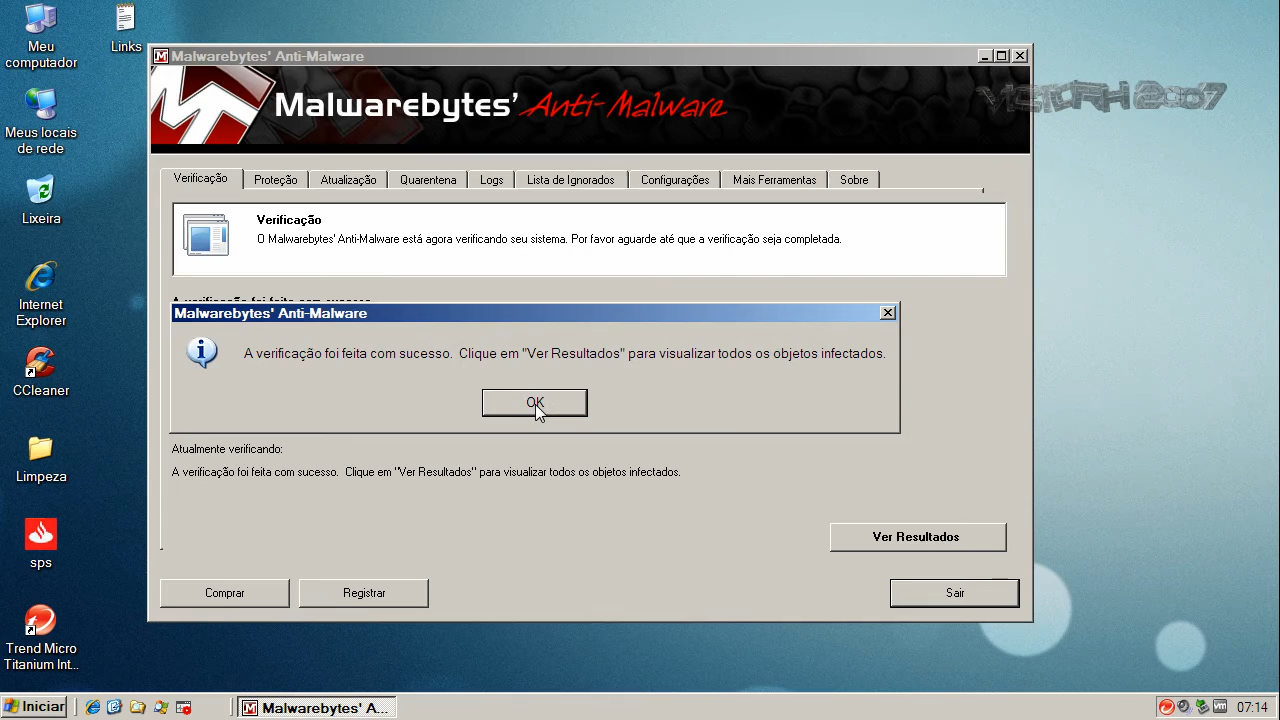 Meu
computador
Links
Meus locais
de rede
Lixeira
Internet
Explorer
CCleaner
Limpeza
sps
Trend Micro
Titanium Int...
Malwarebytes' Anti-Malware
Malwarebytes' Anti-Malware
Verificação
Proteção
Atualização
Quarentena
Logs
Lista de Ignorados
Configurações
Mais Ferramentas
Sobre
Verificação
O Malwarebytes' Anti-Malware está agora verificando seu sistema. Por favor aguarde até que a verificação seja completada.
A verificação foi feita com sucesso.
Malwarebytes' Anti-Malware
A verificação foi feita com sucesso. Clique em "Ver Resultados" para visualizar todos os objetos infectados.
OK
Atualmente verificando:
A verificação foi feita com sucesso. Clique em "Ver Resultados" para visualizar todos os objetos infectados.
Ver Resultados
Comprar
Registrar
Sair
Iniciar
Malwarebytes' A...
07:14